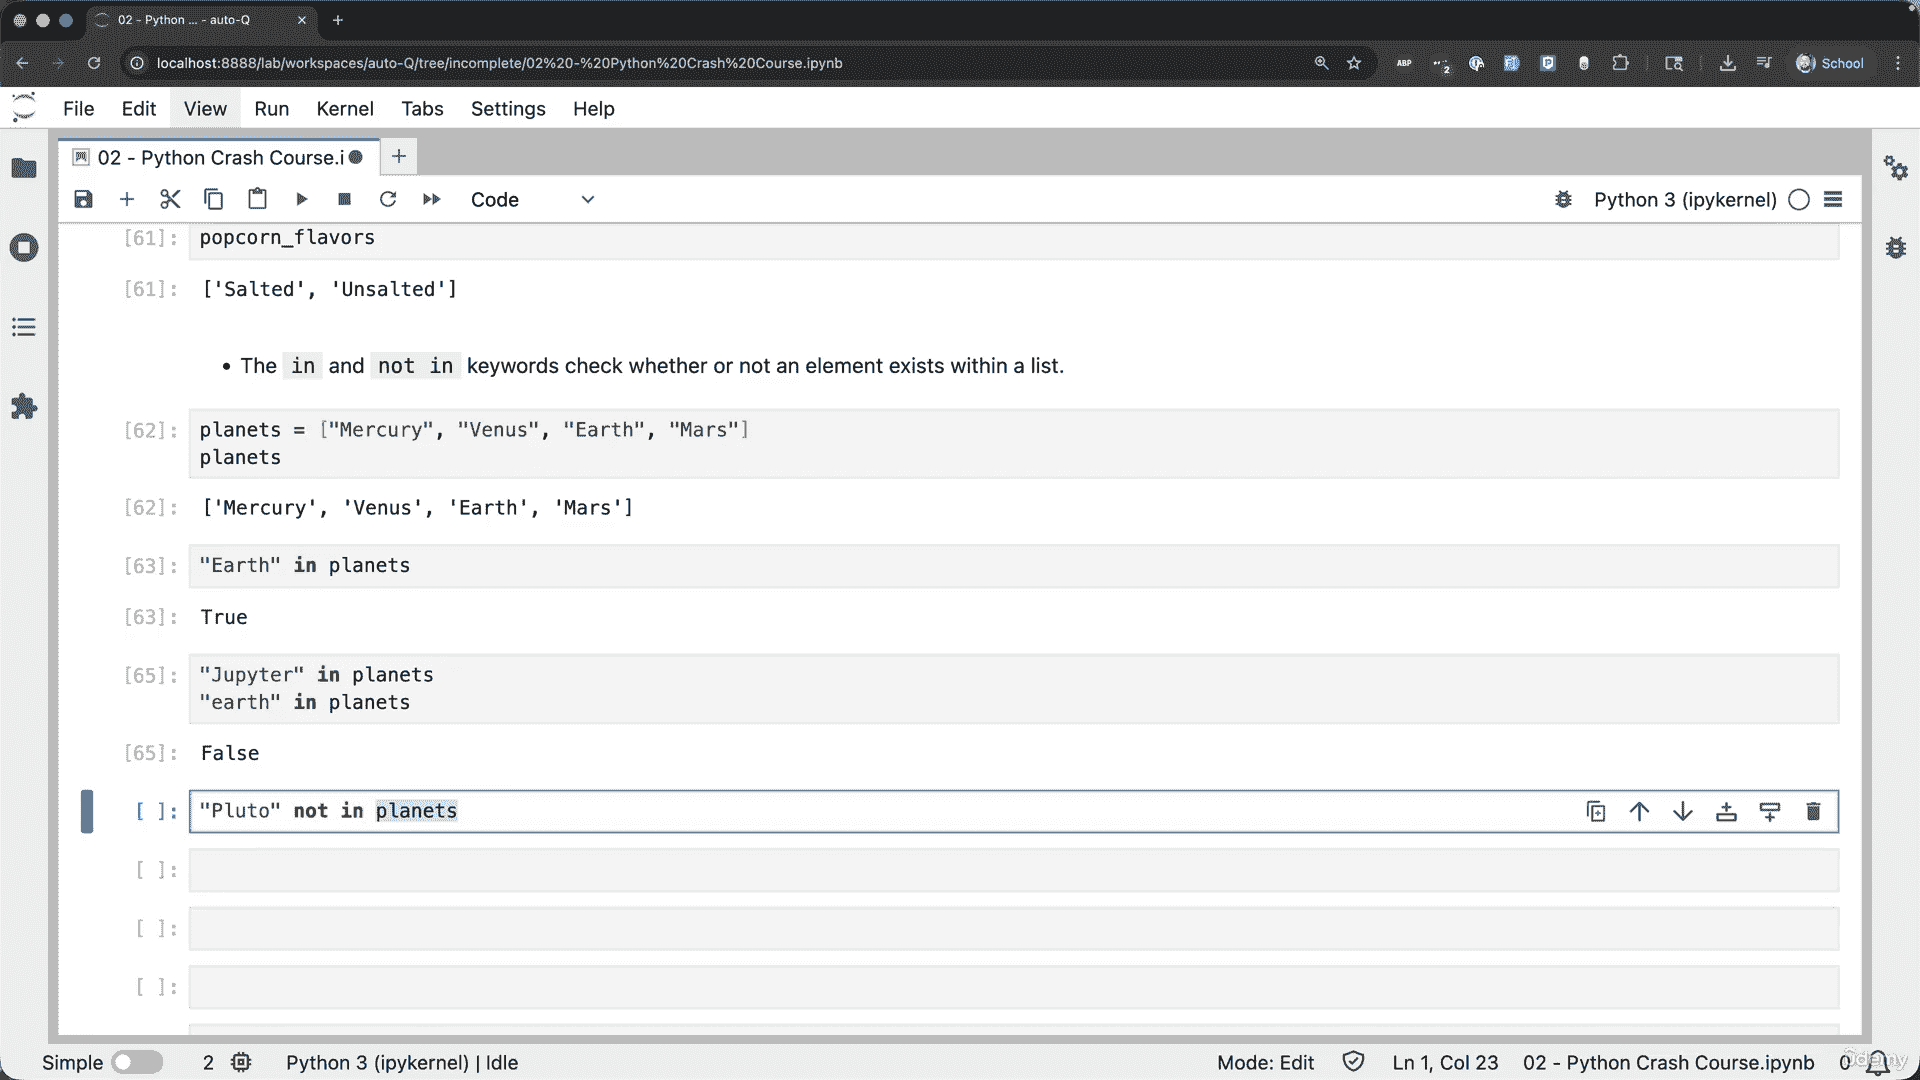 02 - Python ... - auto-Q
localhost:8888/lab/workspaces/auto-Q/tree/incomplete/02%20-%20Python%20Crash%20Course.ipynb
ABP
2
School
File Edit View Run Kernel Tabs Settings Help
02 - Python Crash Course.i
Code
Python 3 (ipykernel)
[61]: popcorn_flavors
[61]: ['Salted', 'Unsalted']
• The in and not in keywords check whether or not an element exists within a list.
[62]: planets = ["Mercury", "Venus", "Earth", "Mars"]
planets
[62]: ['Mercury', 'Venus', 'Earth', 'Mars']
[63]: "Earth" in planets
[63]: True
[65]: "Jupyter" in planets
"earth" in planets
[65]: False
[ ]: "Pluto" not in planets
[ ]:
[ ]:
[ ]:
Simple 2 Python 3 (ipykernel) | Idle Mode: Edit Ln 1, Col 23 02 - Python Crash Course.ipynb 0
Udemy